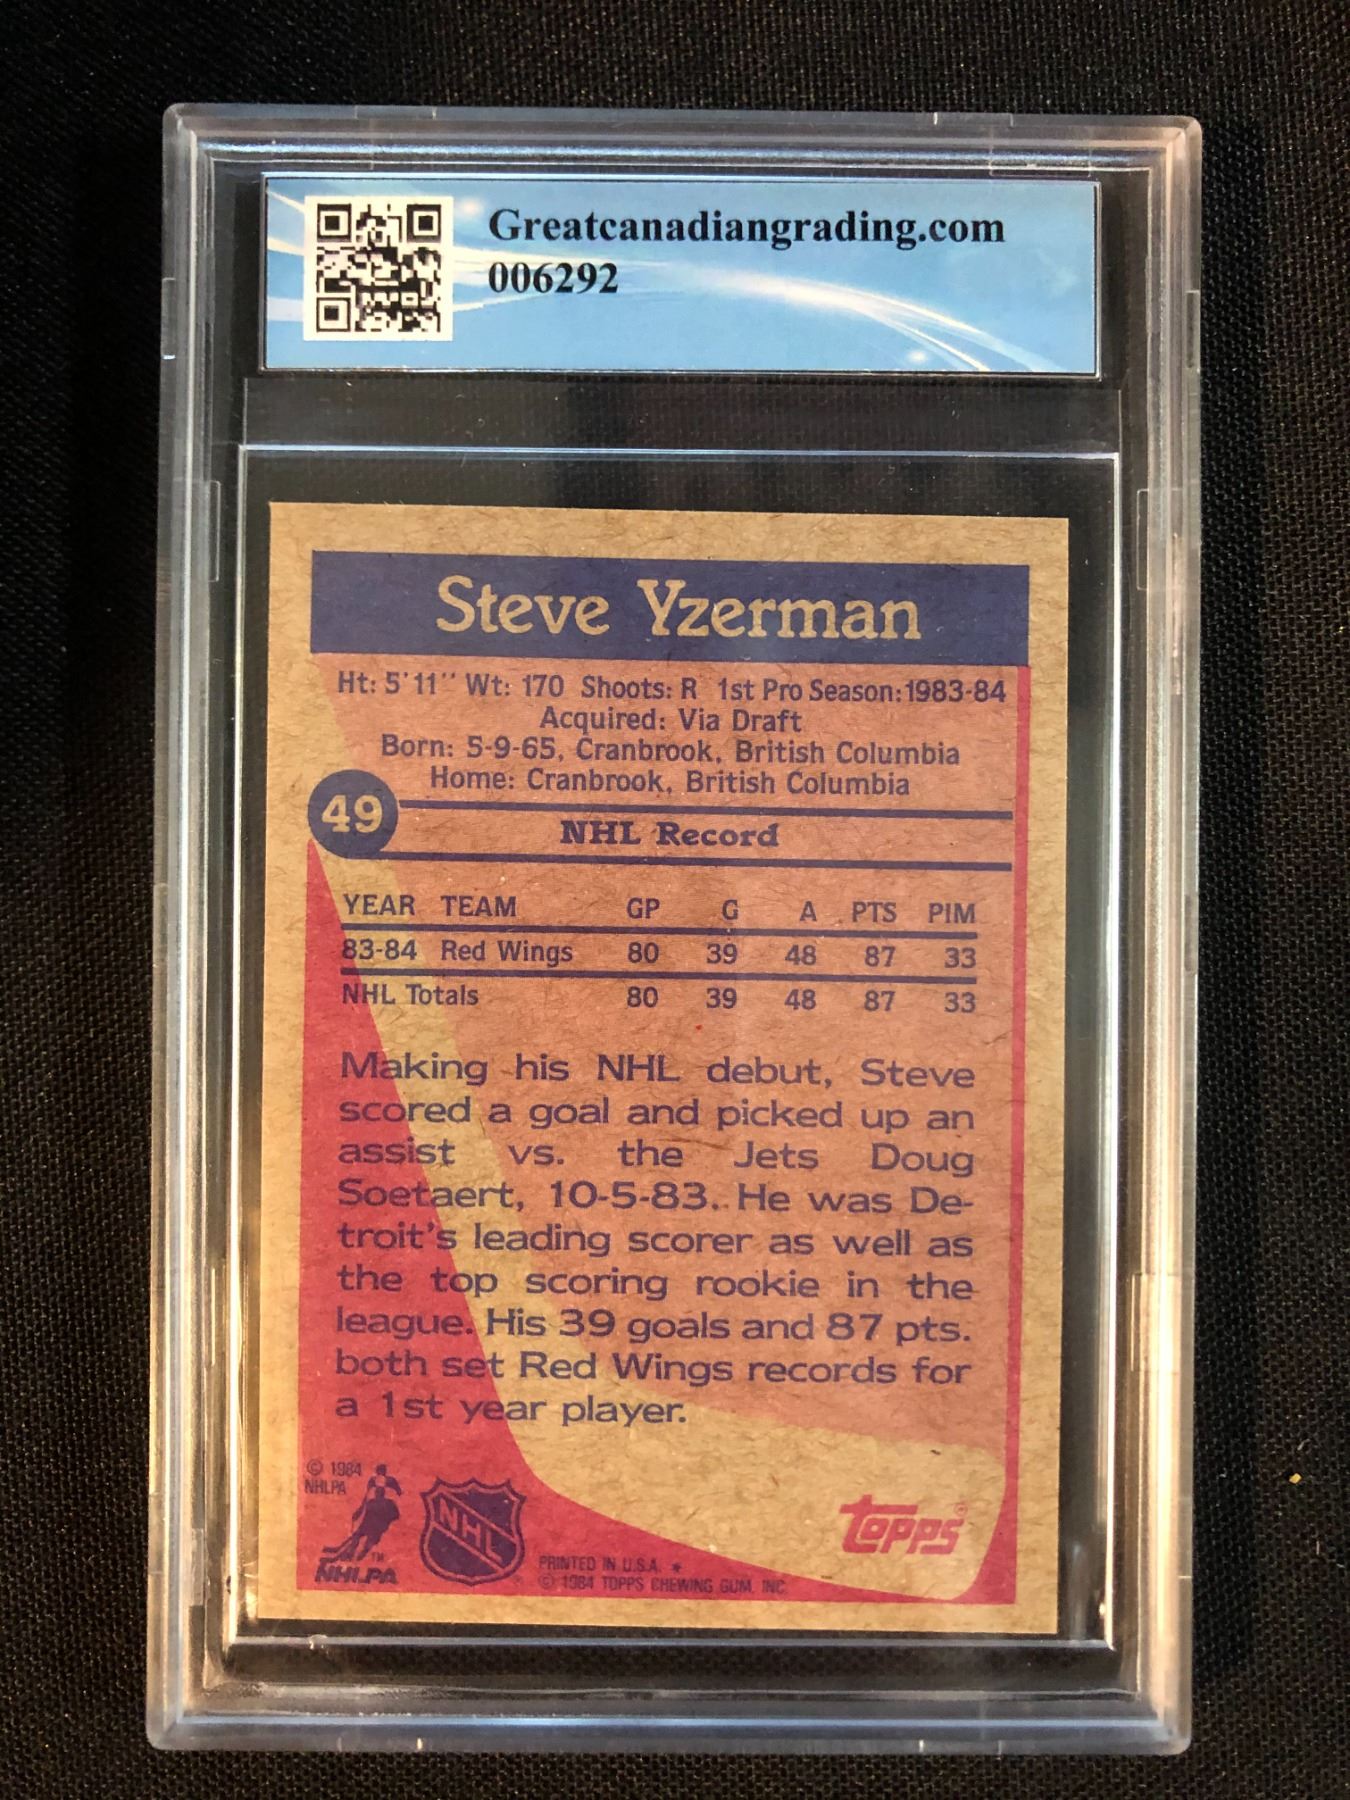 Greatcanadiangrading.com
006292
Steve Yzerman
Ht: 5'11" Wt: 170 Shoots: R 1st Pro Season: 1983-84
Acquired: Via Draft
Born: 5-9-65, Cranbrook, British Columbia
Home: Cranbrook, British Columbia
49
NHL Record
YEAR TEAM GP G A PTS PIM
83-84 Red Wings 80 39 48 87 33
NHL Totals 80 39 48 87 33
Making his NHL debut, Steve
scored a goal and picked up an
assist vs. the Jets Doug
Soetaert, 10-5-83. He was De-
troit's leading scorer as well as
the top scoring rookie in the
league. His 39 goals and 87 pts.
both set Red Wings records for
a 1st year player.
© 1984
NHLPA
NHLPA ™
NHL
PRINTED IN U.S.A. *
© 1984 TOPPS CHEWING GUM, INC.
topps ®